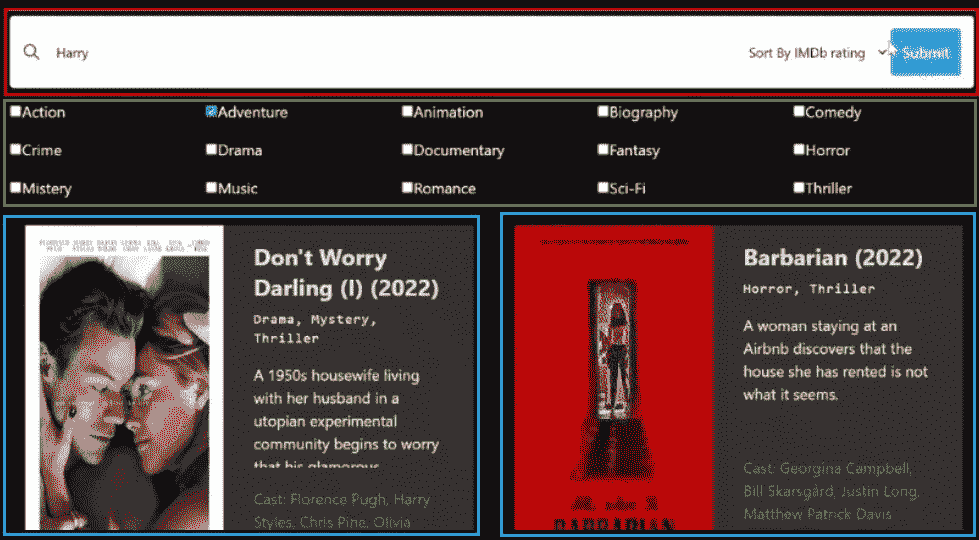 Harry Sort By IMDb rating Submit
Action Adventure Animation Biography Comedy
Crime Drama Documentary Fantasy Horror
Mistery Music Romance Sci-Fi Thriller
Don't Worry
Darling (I) (2022)
Drama, Mystery,
Thriller
A 1950s housewife living
with her husband in a
utopian experimental
community begins to worry
that his glamorous
Cast: Florence Pugh, Harry
Styles, Chris Pine, Olivia
BARBARIAN
Barbarian (2022)
Horror, Thriller
A woman staying at an
Airbnb discovers that the
house she has rented is not
what it seems.
Cast: Georgina Campbell,
Bill Skarsgård, Justin Long,
Matthew Patrick Davis